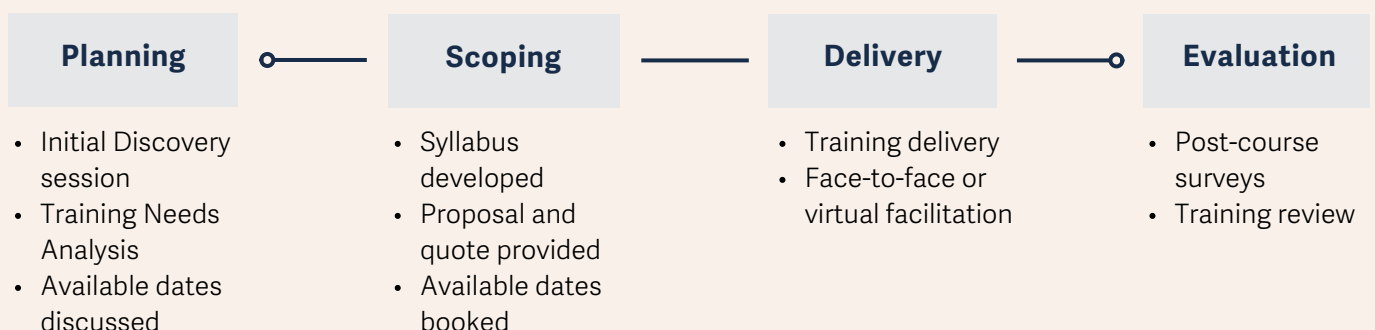 Planning
Initial Discovery
session
Training Needs
Analysis
Available dates
discussed
Scoping
Syllabus
developed
Proposal and
quote provided
Available dates
booked
Delivery
Training delivery
Face-to-face or
virtual facilitation
Evaluation
Post-course
surveys
Training review